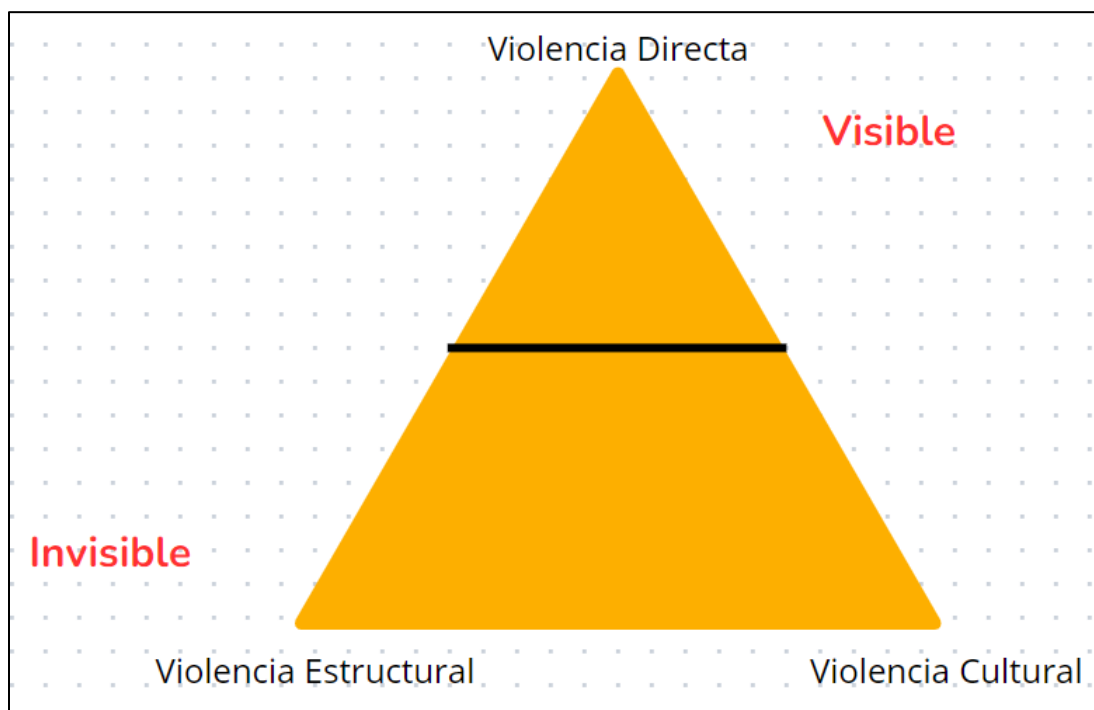 Violencia Directa
Visible
Invisible
Violencia Estructural
Violencia Cultural